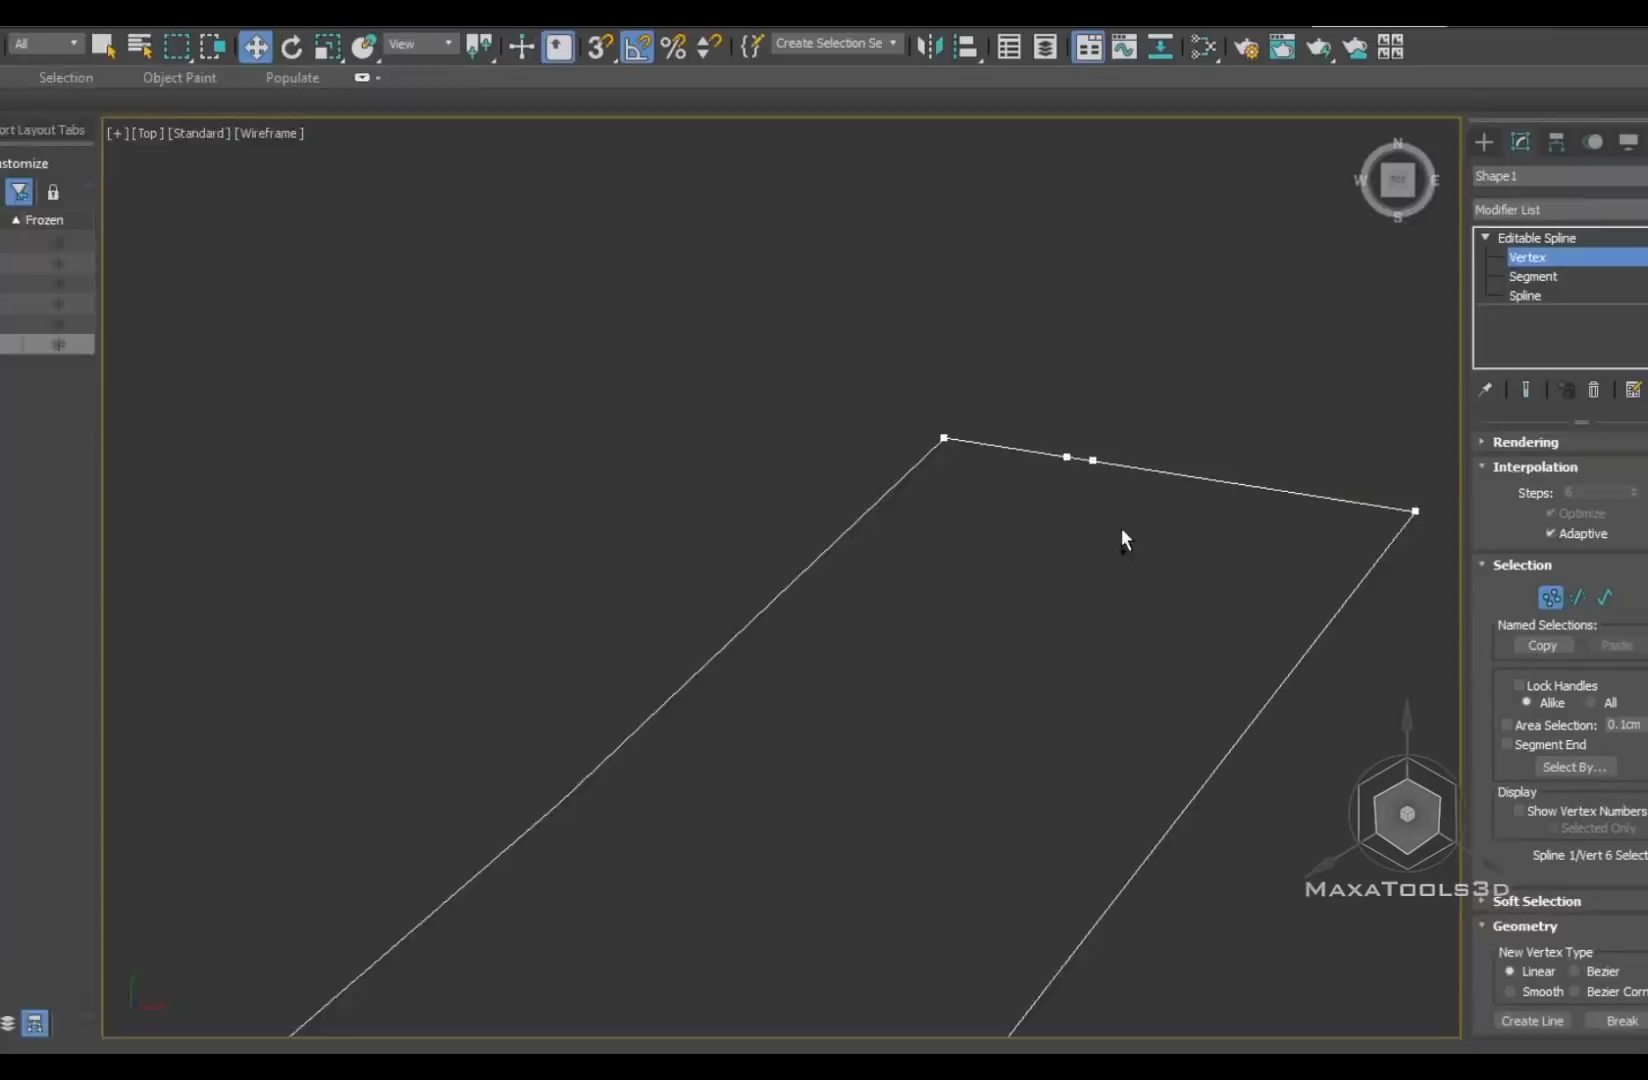 All
View
Create Selection Se
Selection
Object Paint
Populate
ort Layout Tabs
[+] [Top ] [Standard ] [Wireframe ]
ustomize
Frozen
N
W
E
S
Shape1
Modifier List
Editable Spline
Vertex
Segment
Spline
Rendering
Interpolation
Steps: 6
Optimize
Adaptive
Selection
Named Selections:
Copy
Paste
Lock Handles
Alike
All
Area Selection: 0.1cm
Segment End
Select By...
Display
Show Vertex Numbers
Selected Only
Spline 1/Vert 6 Select
MaxaTools3d
Soft Selection
Geometry
New Vertex Type
Linear
Bezier
Smooth
Bezier Corn
Create Line
Break